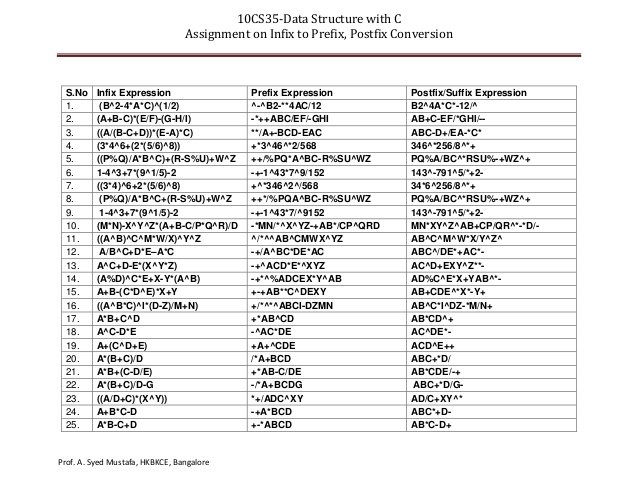 10CS35-Data Structure with C
Assignment on Infix to Prefix, Postfix Conversion
S.No Infix Expression Prefix Expression Postfix/Suffix Expression
1. (B^2-4*A*C)^(1/2) ^-^B2-**4AC/12 B2^4A*C*-12/^
2. (A+B-C)*(E/F)-(G-H/I) -*++ABC/EF/-GHI AB+C-EF/*GHI/--
3. ((A/(B-C+D))*(E-A)*C) **/A+-BCD-EAC ABC-D+/EA-*C*
4. (3*4^6+(2*(5/6)^8)) +*3^46^*2/568 346^*256/8^*+
5. ((P%Q)/A*B^C)+(R-S%U)+W^Z ++/%PQ*A^BC-R%SU^WZ PQ%A/BC^*RSU%-+WZ^+
6. 1-4^3+7*(9^1/5)-2 -+-1^43*7^9/152 143^-791^5/*+2-
7. ((3*4)^6+2*(5/6)^8) +^*346^2^/568 34*6^256/8^*+
8. (P%Q)/A*B^C+(R-S%U)+W^Z ++*/%PQA^BC-R%SU^WZ PQ%A/BC^*RSU%-+WZ^+
9. 1-4^3+7*(9^1/5)-2 -+-1^43*7/^9152 143^-791^5/*+2-
10. (M*N)-X^Y^Z*(A+B-C/P*Q^R)/D -*MN/*^X^YZ-+AB*/CP^QRD MN*XY^Z^AB+CP/QR^*-*D/-
11. ((A^B)^C^M*W/X)^Y^Z ^/*^^AB^CMWX^YZ AB^C^M^W*X/Y^Z^
12. A/B^C+D*E–A*C -+/A^BC*DE*AC ABC^/DE*+AC*-
13. A^C+D-E*(X^Y*Z) -+^ACD*E*^XYZ AC^D+EXY^Z**-
14. (A%D)^C*E+X-Y*(A^B) -+*^%ADCEX*Y^AB AD%C^E*X+YAB^*-
15. A+B-(C*D^E)*X+Y +-+AB**C^DEXY AB+CDE^*X*-Y+
16. ((A^B*C)^I*(D-Z)/M+N) +/*^*^ABCI-DZMN AB^C*I^DZ-*M/N+
17. A*B+C^D +*AB^CD AB*CD^+
18. A^C-D*E -^AC*DE AC^DE*-
19. A+(C^D+E) +A+^CDE ACD^E++
20. A*(B+C)/D /*A+BCD ABC+*D/
21. A*B+(C-D/E) +*AB-C/DE AB*CDE/-+
22. A*(B+C)/D-G -/*A+BCDG ABC+*D/G-
23. ((A/D+C)*(X^Y)) *+/ADC^XY AD/C+XY^*
24. A+B*C-D -+A*BCD ABC*+D-
25. A*B-C+D +-*ABCD AB*C-D+
Prof. A. Syed Mustafa, HKBKCE, Bangalore